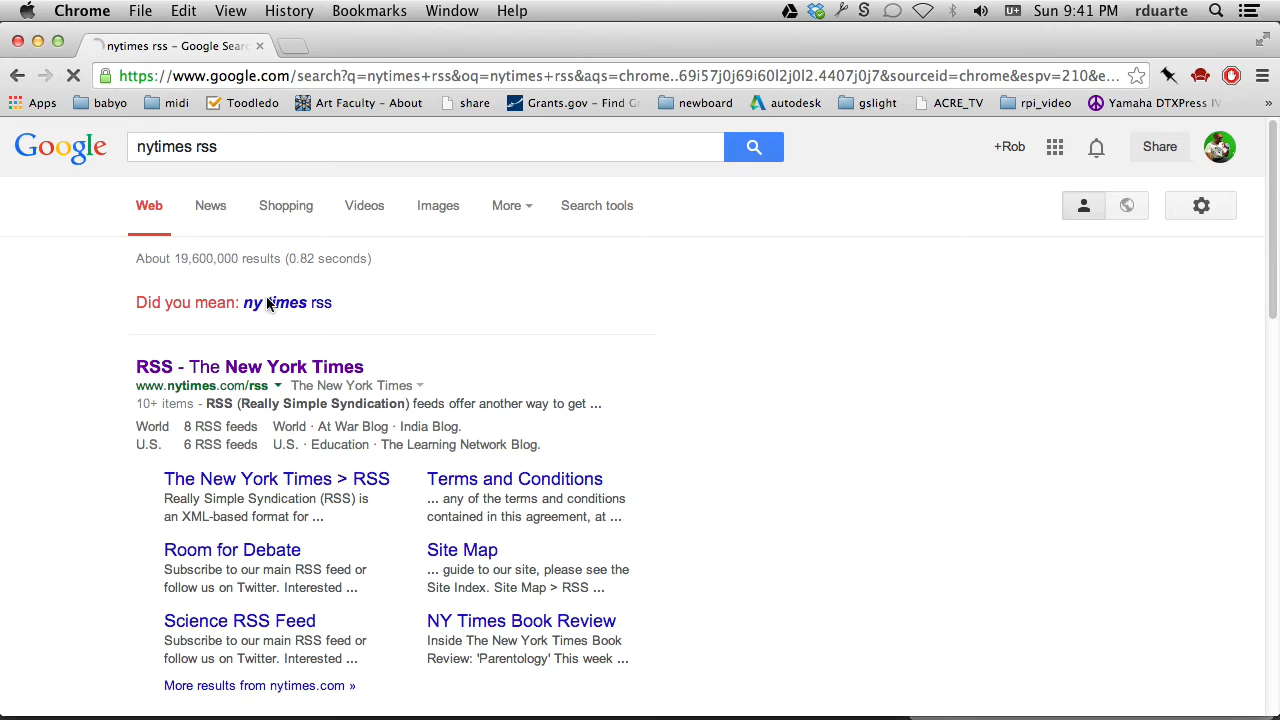 Chrome File Edit View History Bookmarks Window Help Sun 9:41 PM rduarte
nytimes rss - Google Sear
https://www.google.com/search?q=nytimes+rss&oq=nytimes+rss&aqs=chrome..69i57j0j69i60l2j0l2.4407j0j7&sourceid=chrome&espv=210&e...
Apps babyo midi Toodledo Art Faculty - About share Grants.gov - Find Gr newboard autodesk gslight ACRE_TV rpi_video Yamaha DTXPress IV »
Google nytimes rss +Rob Share
Web News Shopping Videos Images More Search tools
About 19,600,000 results (0.82 seconds)
Did you mean: ny times rss
RSS - The New York Times
www.nytimes.com/rss The New York Times
10+ items - RSS (Really Simple Syndication) feeds offer another way to get ...
World 8 RSS feeds World · At War Blog · India Blog.
U.S. 6 RSS feeds U.S. · Education · The Learning Network Blog.
The New York Times > RSS
Really Simple Syndication (RSS) is
an XML-based format for ...
Terms and Conditions
... any of the terms and conditions
contained in this agreement, at ...
Room for Debate
Subscribe to our main RSS feed or
follow us on Twitter. Interested ...
Site Map
... guide to our site, please see the
Site Index. Site Map > RSS ...
Science RSS Feed
Subscribe to our main RSS feed or
follow us on Twitter. Interested ...
NY Times Book Review
Inside The New York Times Book
Review: 'Parentology' This week ...
More results from nytimes.com »